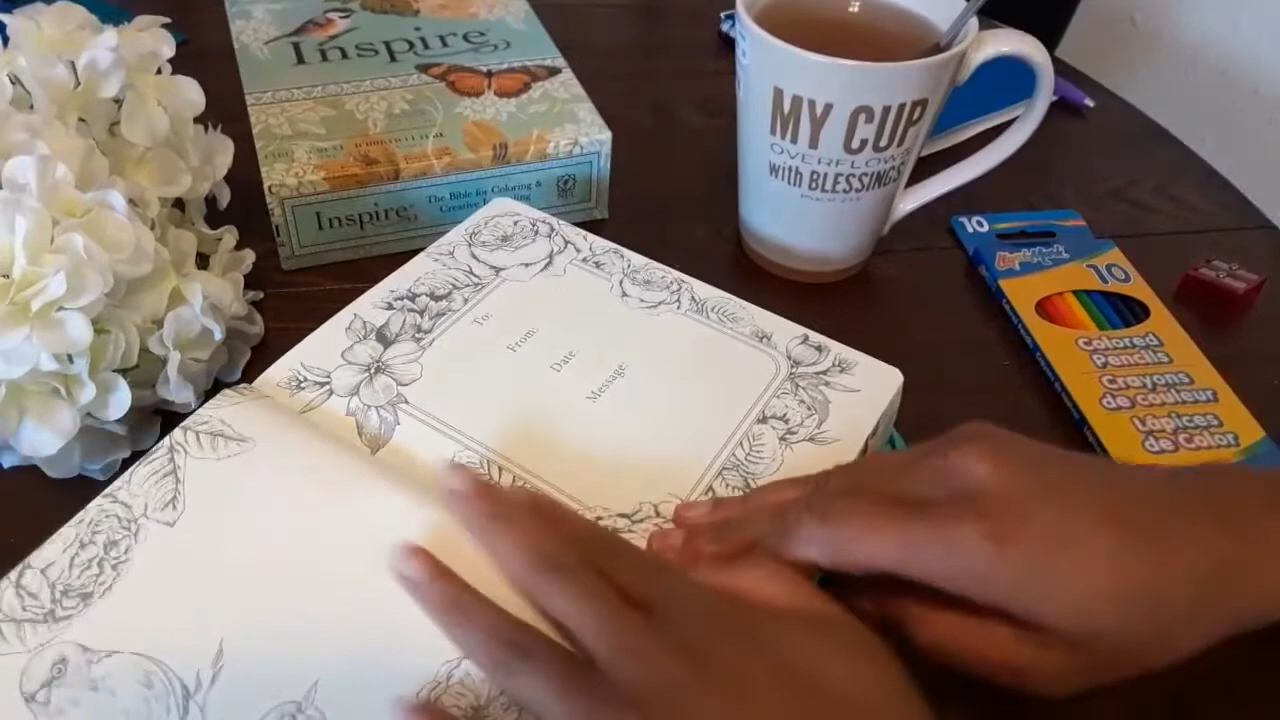 Inspire
Inspire
The Bible for Coloring &
Creative
NLT
MY CUP
OVERFLOWS
with BLESSINGS
To:
From:
Date:
Message:
10
10
Colored
Pencils
Crayons
de couleur
Lápices
de Color